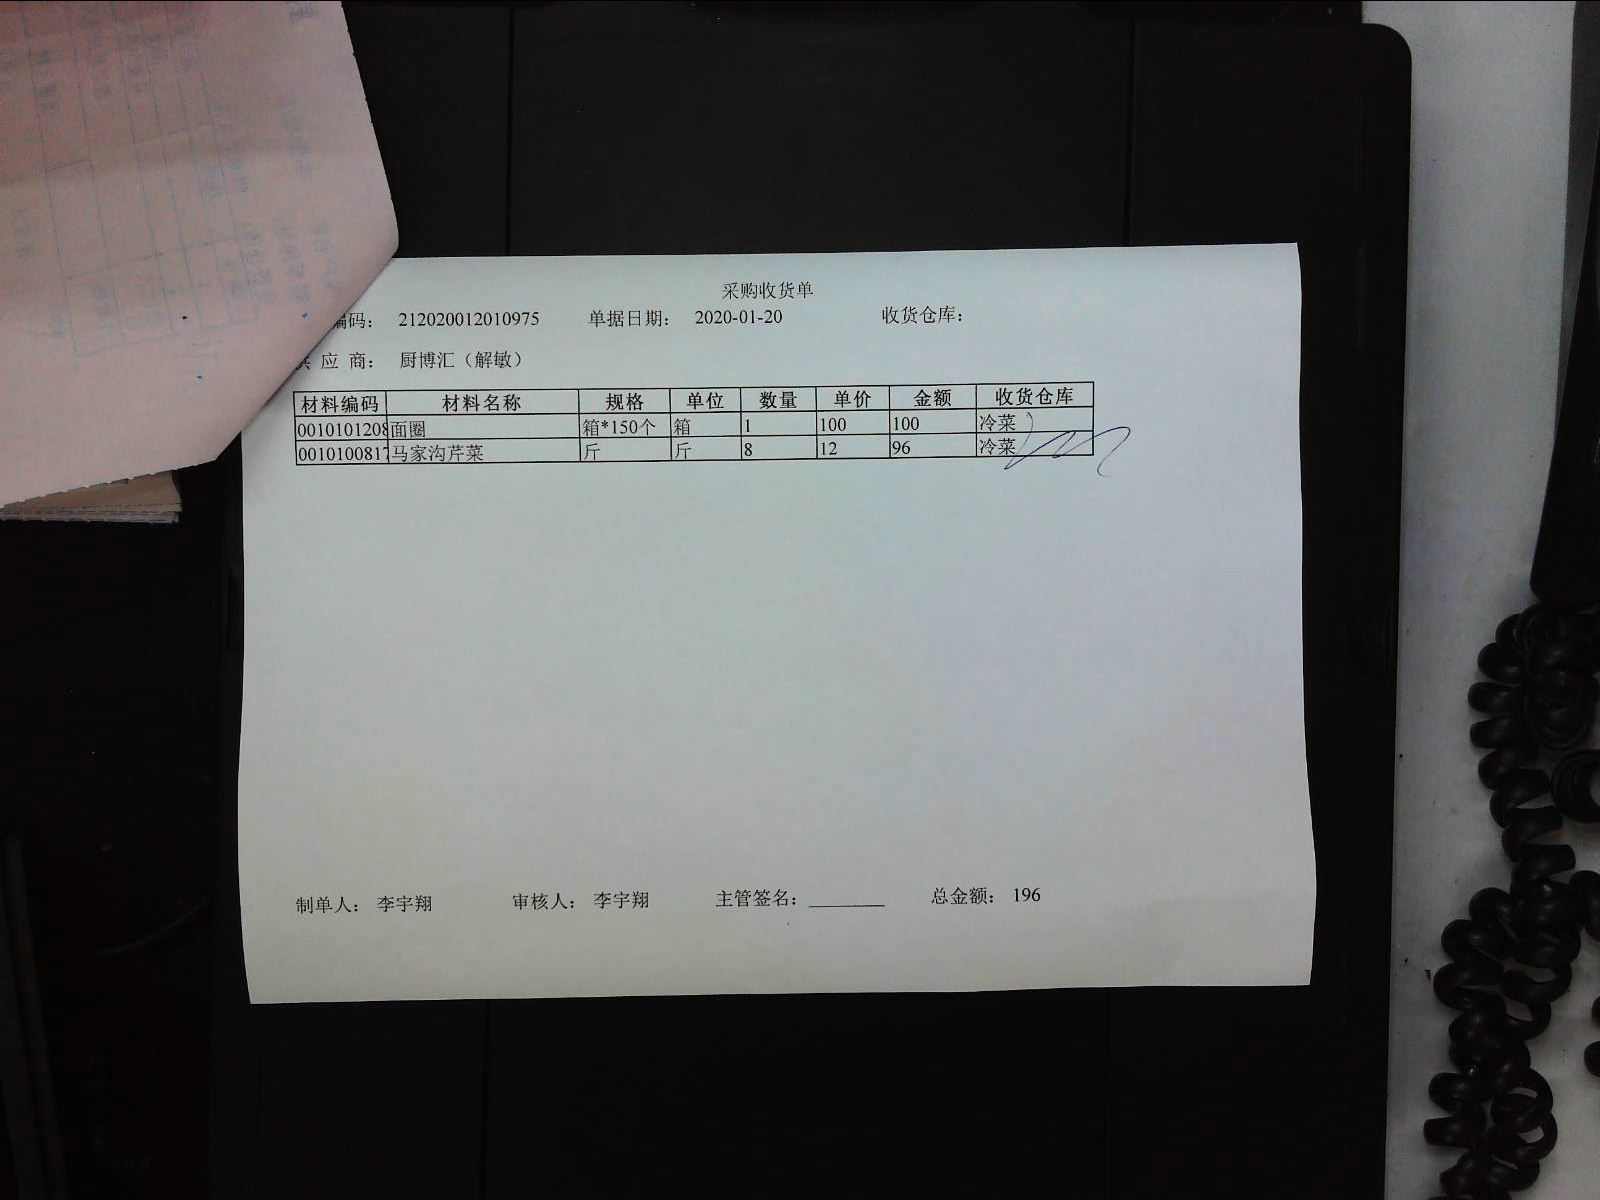 采购收货单
编码： 212020012010975 单据日期： 2020-01-20 收货仓库：
应 商： 厨博汇（解敏）
材料编码 材料名称 规格 单位 数量 单价 金额 收货仓库
0010101208 面圈 箱*150个 箱 1 100 100 冷菜
0010100817 马家沟芹菜 斤 斤 8 12 96 冷菜
制单人： 李宇翔 审核人： 李宇翔 主管签名： 总金额： 196